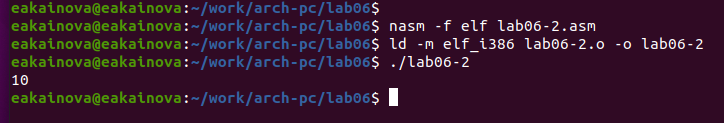 eakainova@eakainova:~/work/arch-pc/lab06$
eakainova@eakainova:~/work/arch-pc/lab06$ nasm -f elf lab06-2.asm
eakainova@eakainova:~/work/arch-pc/lab06$ ld -m elf_i386 lab06-2.o -o lab06-2
eakainova@eakainova:~/work/arch-pc/lab06$ ./lab06-2
10
eakainova@eakainova:~/work/arch-pc/lab06$